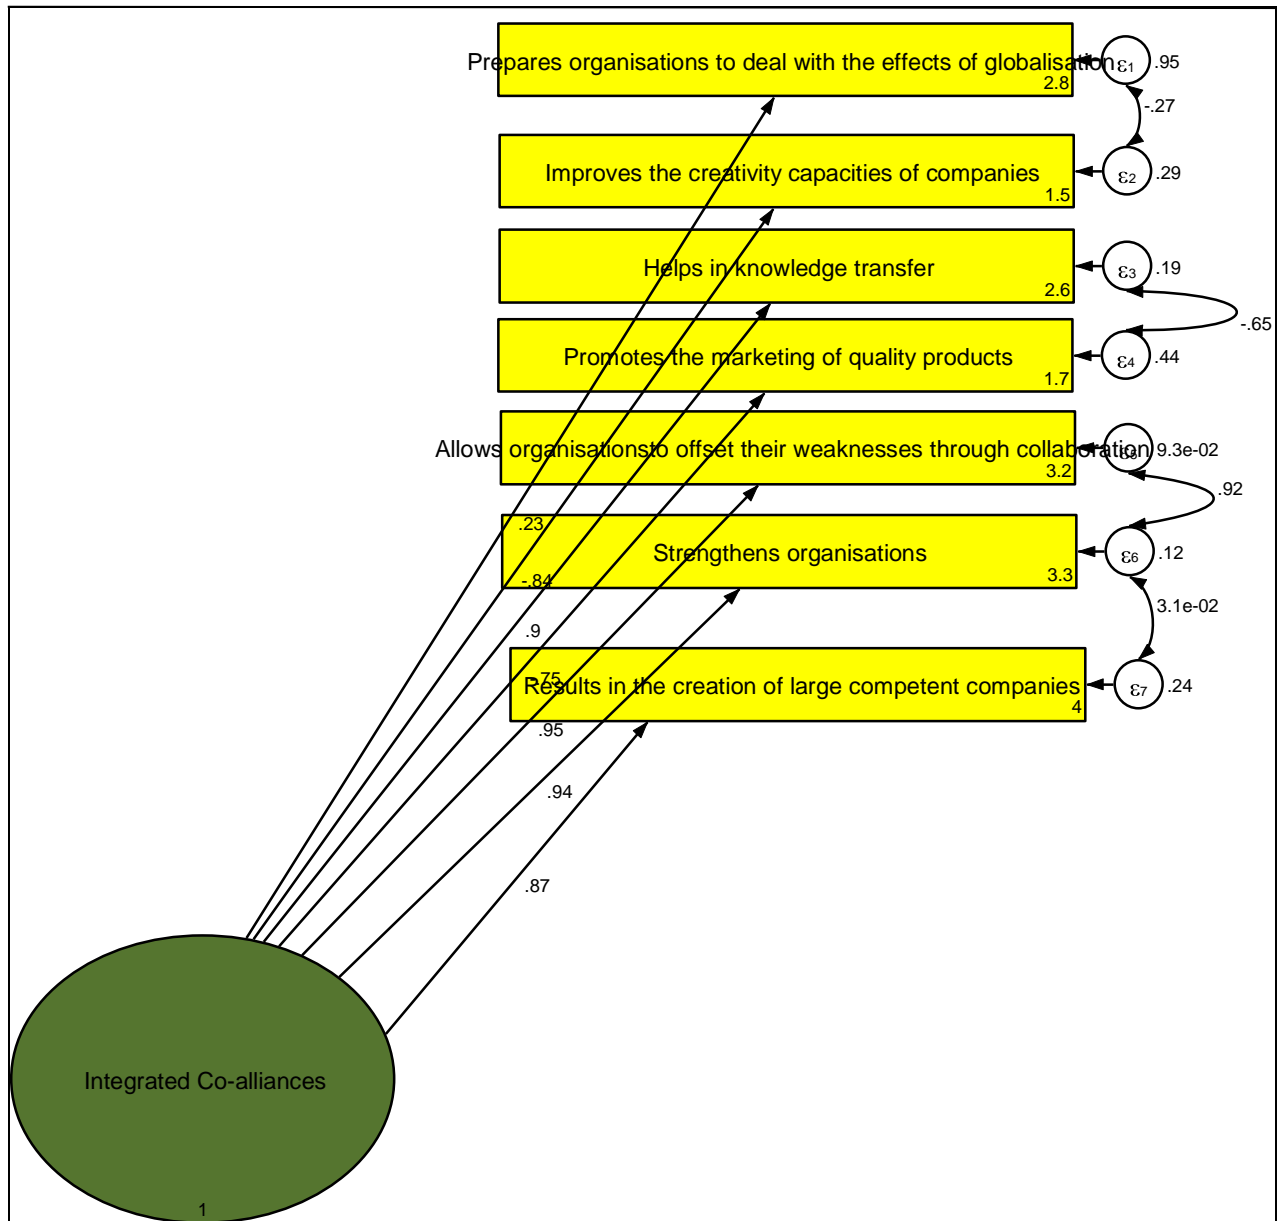 Prepares organisations to deal with the effects of globalisation
2.8
ε1
.95
-.27
Improves the creativity capacities of companies
1.5
ε2
.29
Helps in knowledge transfer
2.6
ε3
.19
-.65
Promotes the marketing of quality products
1.7
ε4
.44
Allows organisationsto offset their weaknesses through collaboration
3.2
ε5
9.3e-02
.92
Strengthens organisations
3.3
ε6
.12
3.1e-02
Results in the creation of large competent companies
4
ε7
.24
.23
-.84
.9
-.75
.95
.94
.87
Integrated Co-alliances
1